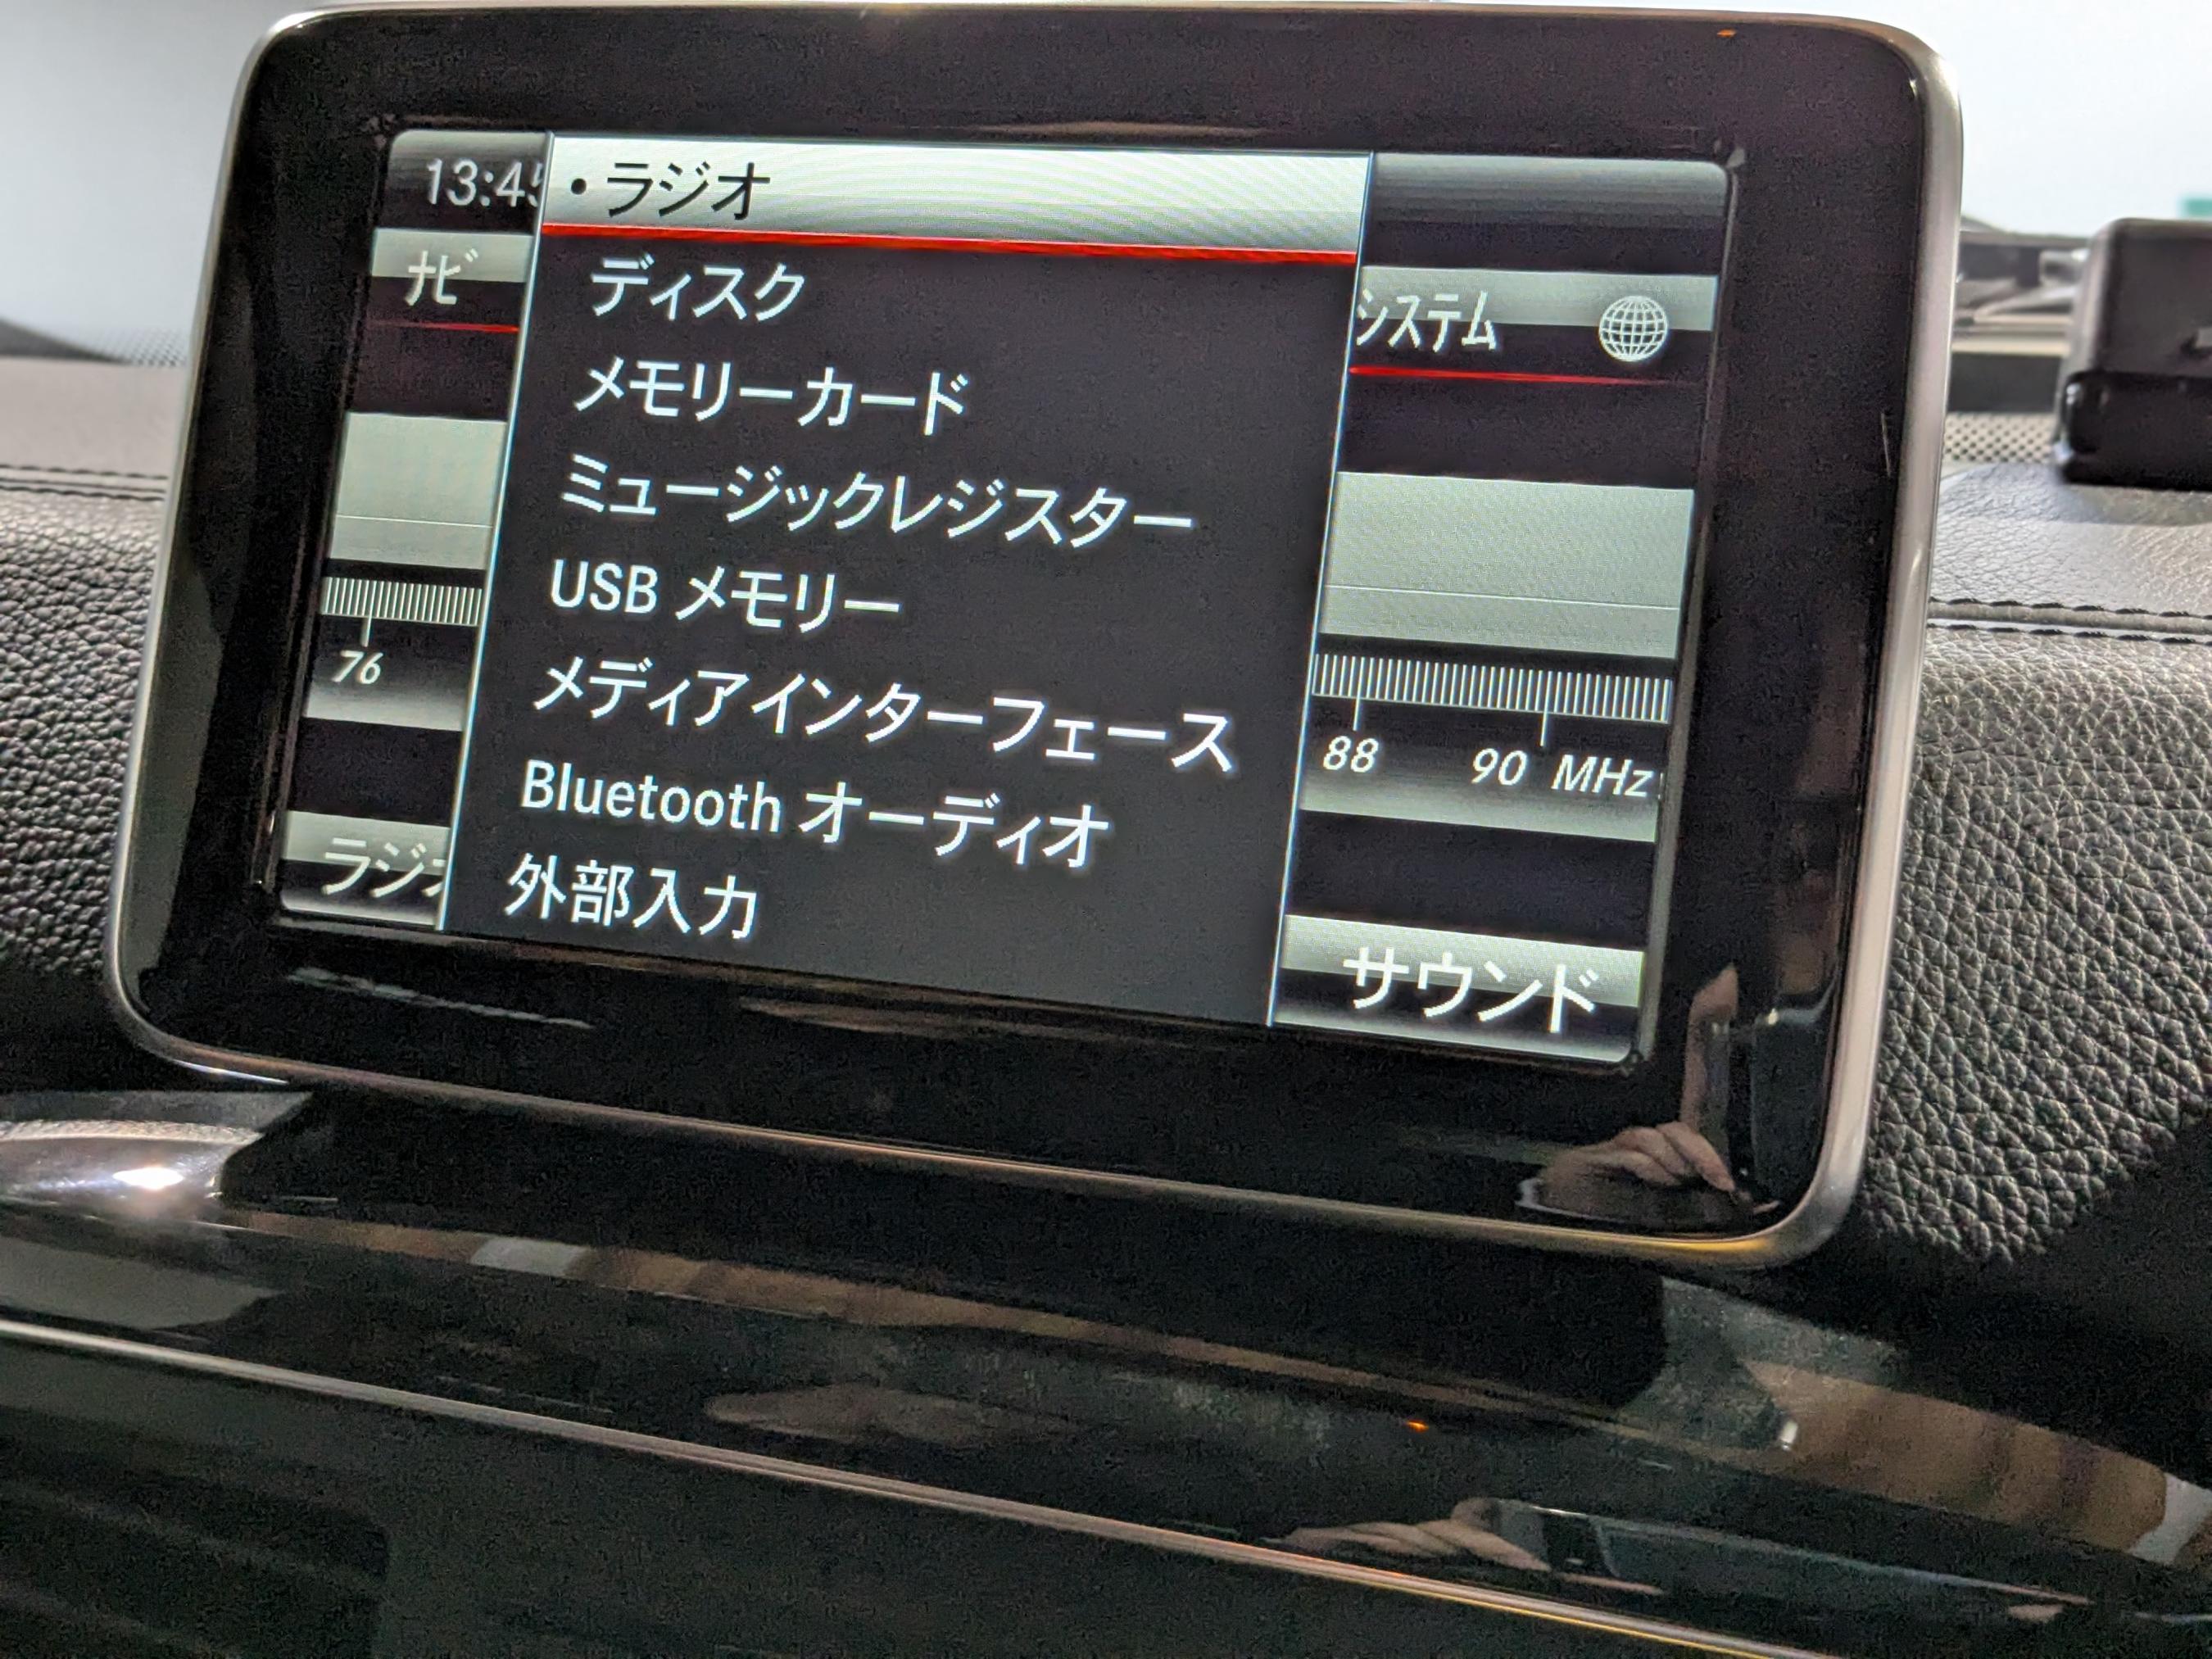 13:45
・ラジオ
ナビ
システム
ディスク
メモリーカード
ミュージックレジスター
USB メモリー
メディアインターフェース
Bluetooth オーディオ
外部入力
76
88 90 MHz
ラジオ
サウンド